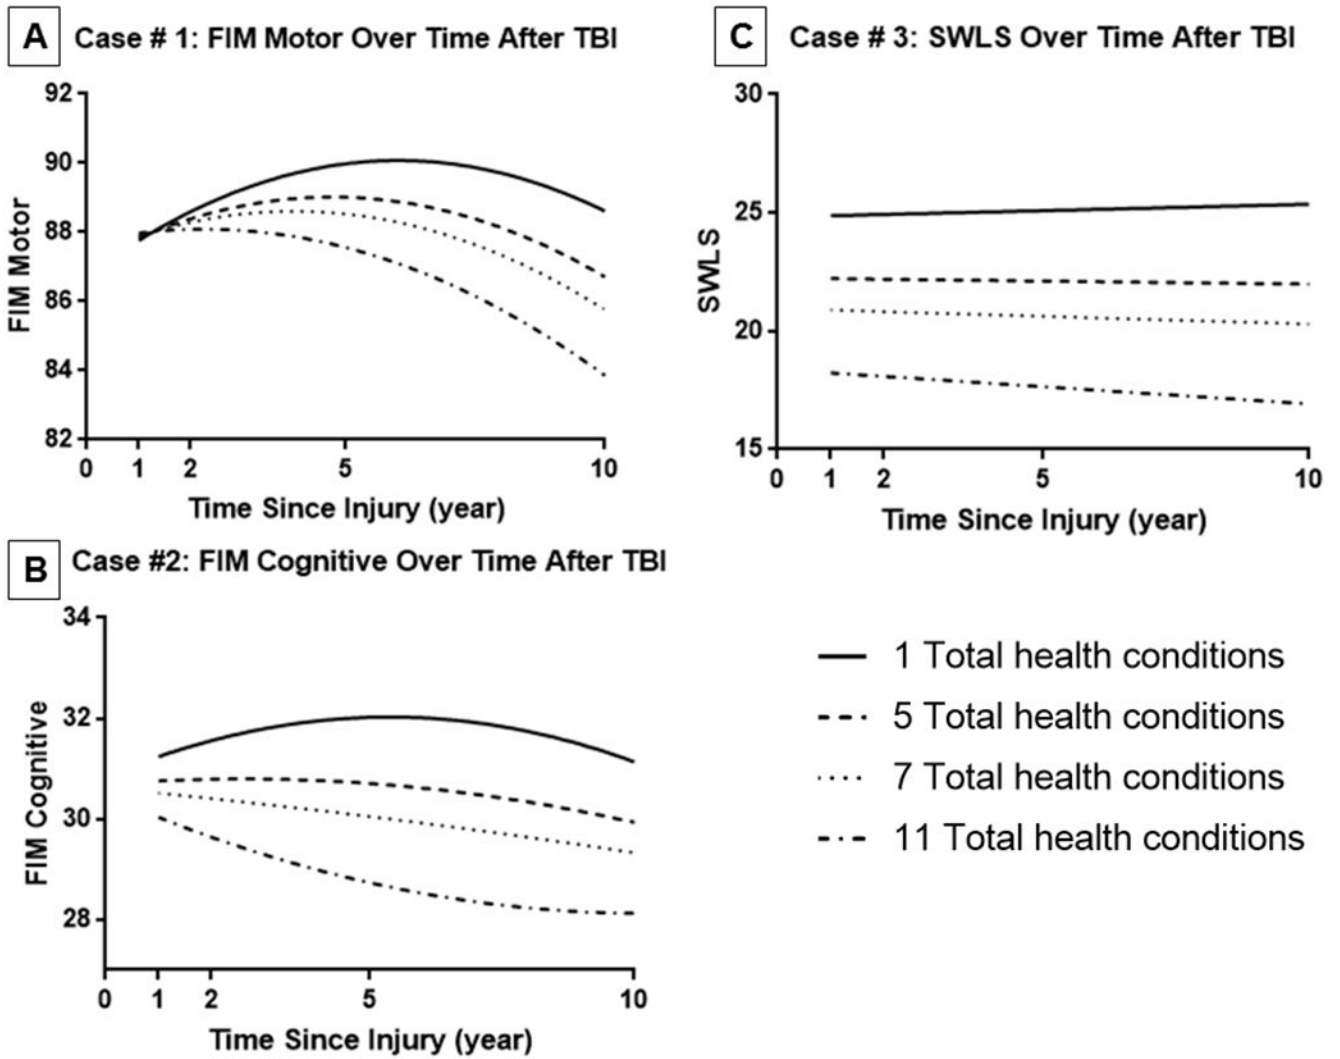 A
Case # 1: FIM Motor Over Time After TBI
92
90
88
86
84
82
FIM Motor
0 1 2 5 10
Time Since Injury (year)
B
Case #2: FIM Cognitive Over Time After TBI
34
32
30
28
FIM Cognitive
0 1 2 5 10
Time Since Injury (year)
C
Case # 3: SWLS Over Time After TBI
30
25
20
15
SWLS
0 1 2 5 10
Time Since Injury (year)
1 Total health conditions
5 Total health conditions
7 Total health conditions
11 Total health conditions